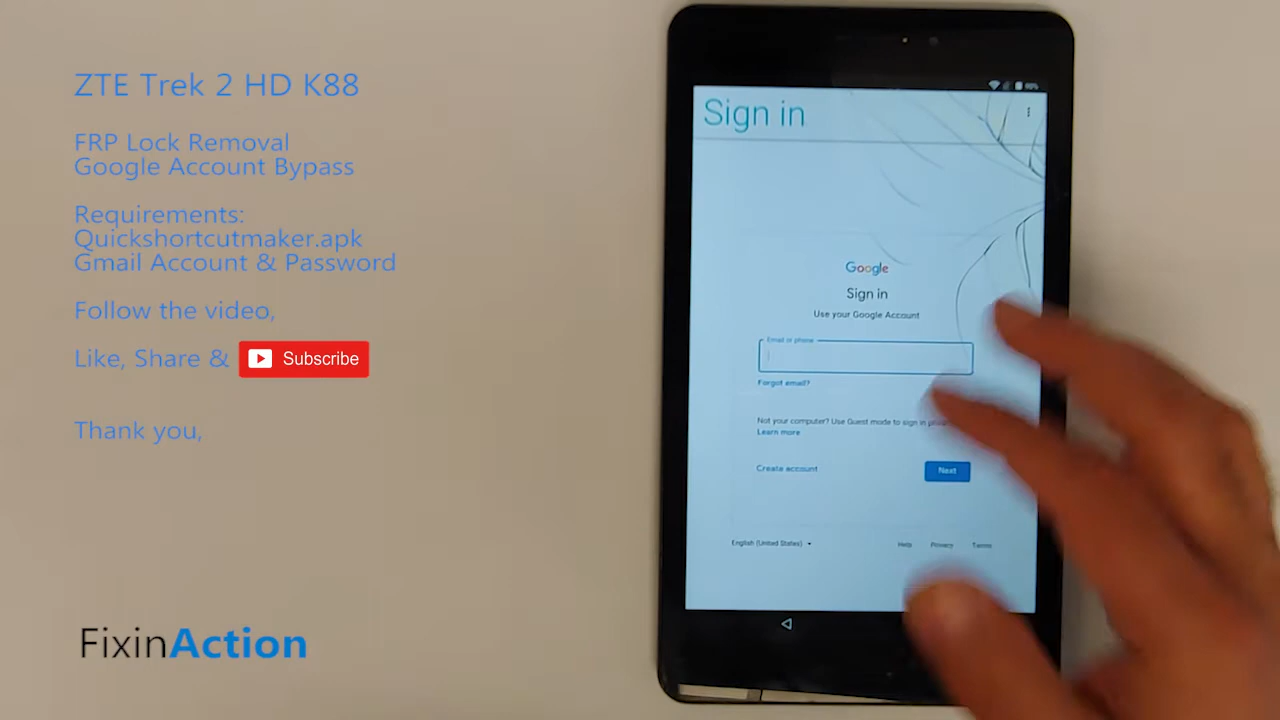 ZTE Trek 2 HD K88
FRP Lock Removal
Google Account Bypass
Requirements:
Quickshortcutmaker.apk
Gmail Account & Password
Follow the video,
Like, Share & Subscribe
Thank you,
FixinAction
Sign in
Google
Sign in
Use your Google Account
Email or phone
Forgot email?
Not your computer? Use Guest mode to sign in
Learn more
Create account
Next
English (United States)
Help Privacy Terms